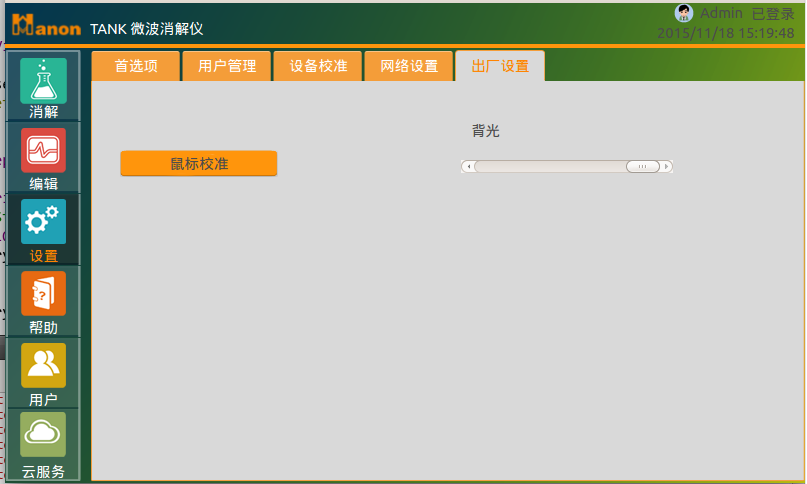 Manon TANK 微波消解仪
Admin 已登录
2015/11/18 15:19:48
首选项 用户管理 设备校准 网络设置 出厂设置
消解
编辑
设置
帮助
用户
云服务
背光
鼠标校准